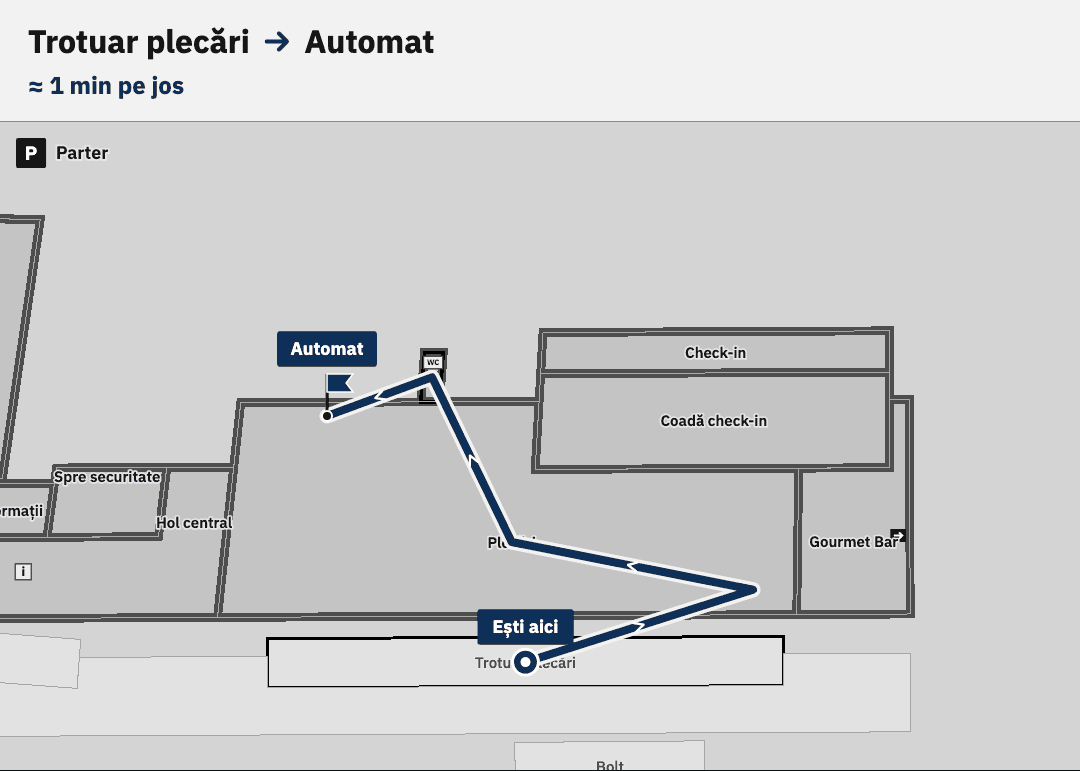 Trotuar plecări → Automat
≈ 1 min pe jos
P Parter
Automat
WC
Check-in
Coadă check-in
Spre securitate
Hol central
i
Gourmet Bar
Ești aici
Bolt